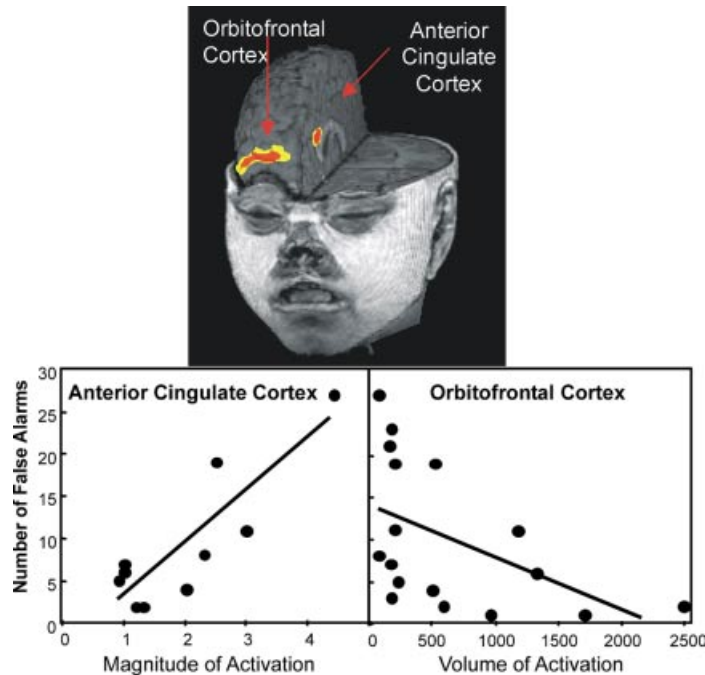 Orbitofrontal
Cortex
Anterior
Cingulate
Cortex
Anterior Cingulate Cortex
Orbitofrontal Cortex
Number of False Alarms
30
25
20
15
10
5
0
0 1 2 3 4
0 500 1000 1500 2000 2500
Magnitude of Activation
Volume of Activation